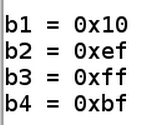 b1 = 0x10
b2 = 0xef
b3 = 0xff
b4 = 0xbf